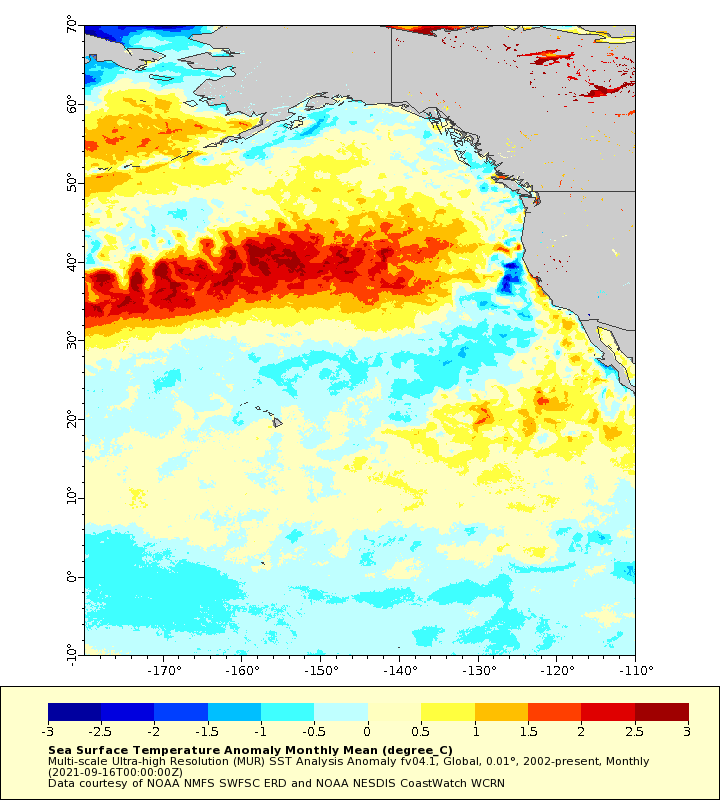 70°
60°
50°
40°
30°
20°
10°
0°
-10°
-170° -160° -150° -140° -130° -120° -110°
-3 -2.5 -2 -1.5 -1 -0.5 0 0.5 1 1.5 2 2.5 3
Sea Surface Temperature Anomaly Monthly Mean (degree_C)
Multi-scale Ultra-high Resolution (MUR) SST Analysis Anomaly fv04.1, Global, 0.01°, 2002-present, Monthly
(2021-09-16T00:00:00Z)
Data courtesy of NOAA NMFS SWFSC ERD and NOAA NESDIS CoastWatch WCRN